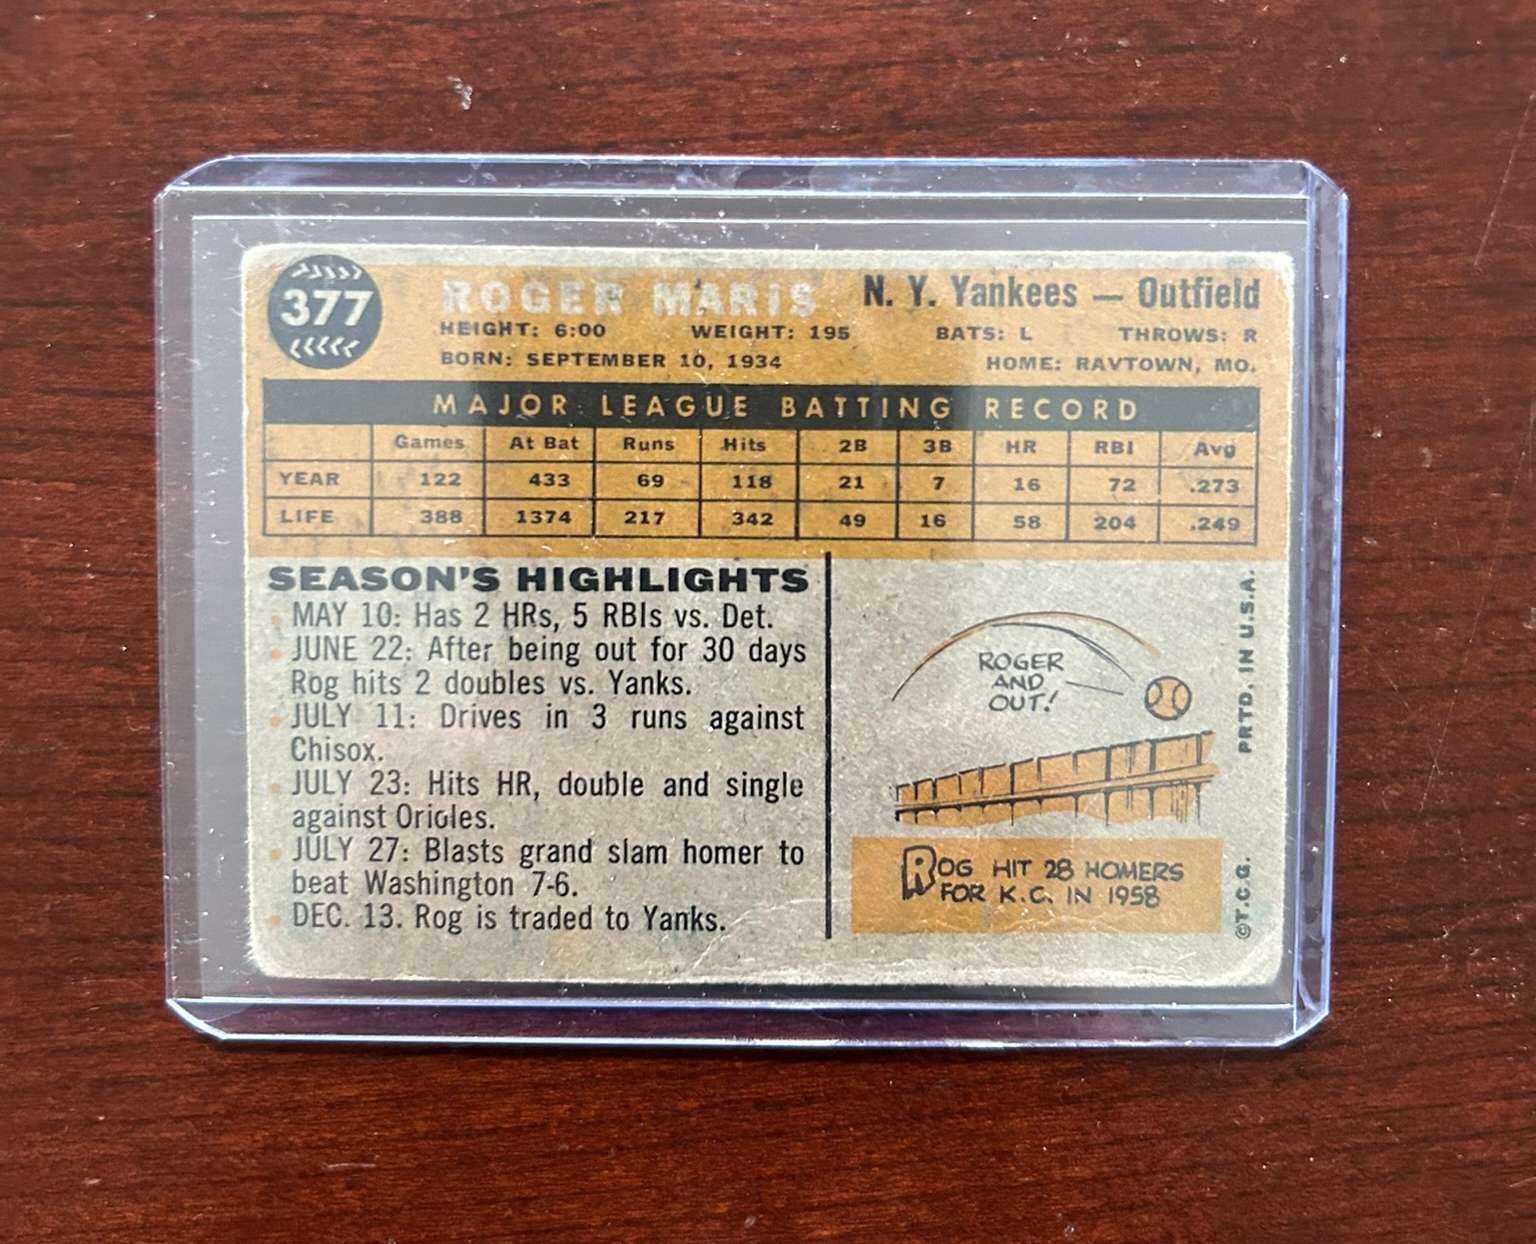 377
ROGER MARIS
N. Y. Yankees — Outfield
HEIGHT: 6:00 WEIGHT: 195 BATS: L THROWS: R
BORN: SEPTEMBER 10, 1934 HOME: RAYTOWN, MO.
MAJOR LEAGUE BATTING RECORD
Games At Bat Runs Hits 2B 3B HR RBI Avg
YEAR 122 433 69 118 21 7 16 72 .273
LIFE 388 1374 217 342 49 16 58 204 .249
SEASON'S HIGHLIGHTS
MAY 10: Has 2 HRs, 5 RBIs vs. Det.
JUNE 22: After being out for 30 days
Rog hits 2 doubles vs. Yanks.
JULY 11: Drives in 3 runs against
Chisox.
JULY 23: Hits HR, double and single
against Orioles.
JULY 27: Blasts grand slam homer to
beat Washington 7-6.
DEC. 13. Rog is traded to Yanks.
ROGER
AND
OUT!
ROG HIT 28 HOMERS
FOR K.C. IN 1958
©T.C.G. PRTD. IN U.S.A.